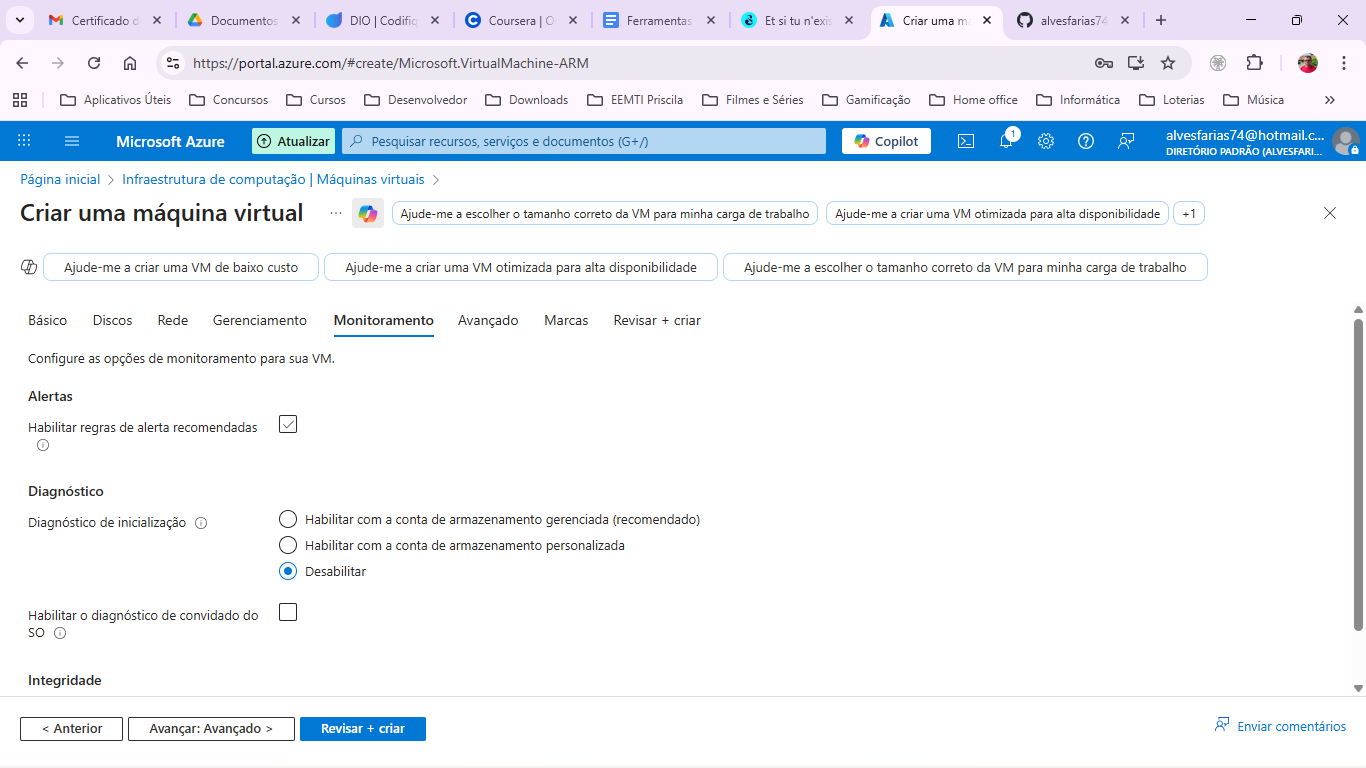 Certificado d
Documentos
DIO | Codifiq
Coursera | O
Ferramentas
Et si tu n'exis
Criar uma m
alvesfarias74
https://portal.azure.com/#create/Microsoft.VirtualMachine-ARM
Aplicativos Úteis
Concursos
Cursos
Desenvolvedor
Downloads
EEMTI Priscila
Filmes e Séries
Gamificação
Home office
Informática
Loterias
Música
Microsoft Azure
Atualizar
Pesquisar recursos, serviços e documentos (G+/)
Copilot
1
alvesfarias74@hotmail.c...
DIRETÓRIO PADRÃO (ALVESFARI...
Página inicial > Infraestrutura de computação | Máquinas virtuais >
Criar uma máquina virtual
...
Ajude-me a escolher o tamanho correto da VM para minha carga de trabalho
Ajude-me a criar uma VM otimizada para alta disponibilidade
+1
Ajude-me a criar uma VM de baixo custo
Ajude-me a criar uma VM otimizada para alta disponibilidade
Ajude-me a escolher o tamanho correto da VM para minha carga de trabalho
Básico
Discos
Rede
Gerenciamento
Monitoramento
Avançado
Marcas
Revisar + criar
Configure as opções de monitoramento para sua VM.
Alertas
Habilitar regras de alerta recomendadas
Diagnóstico
Diagnóstico de inicialização
Habilitar com a conta de armazenamento gerenciada (recomendado)
Habilitar com a conta de armazenamento personalizada
Desabilitar
Habilitar o diagnóstico de convidado do
SO
Integridade
< Anterior
Avançar: Avançado >
Revisar + criar
Enviar comentários